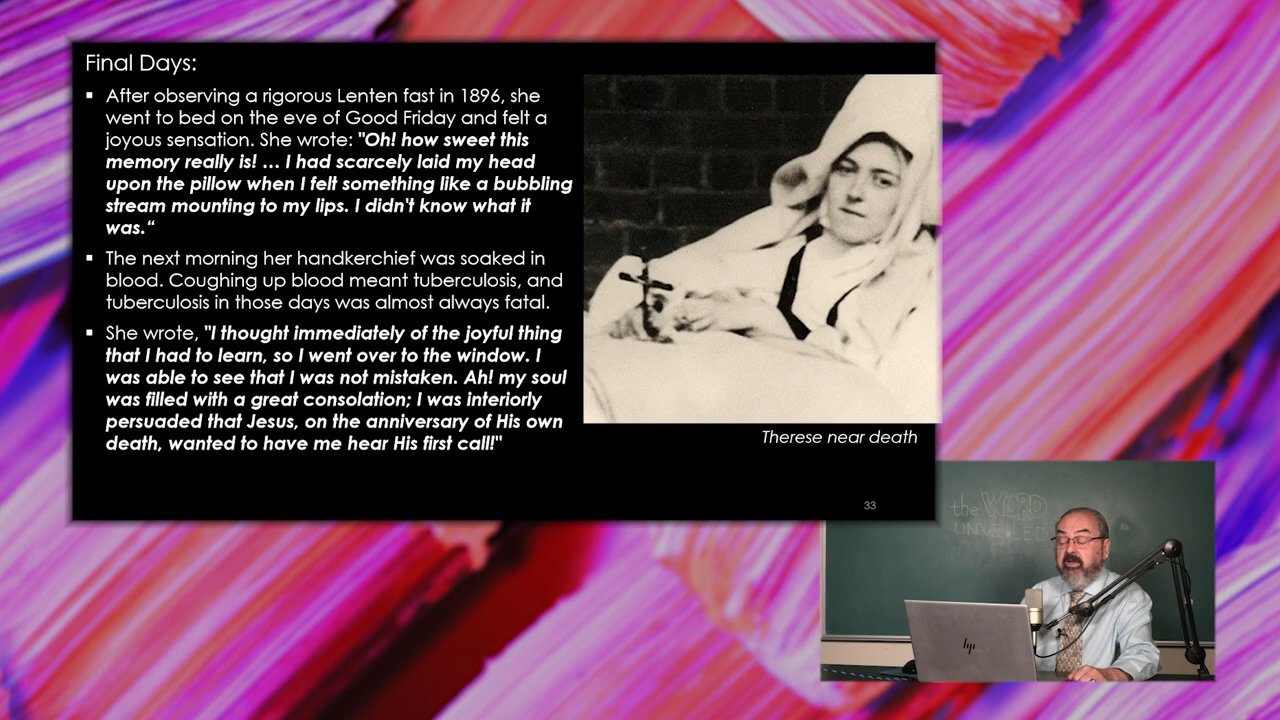 Final Days:
▪ After observing a rigorous Lenten fast in 1896, she
went to bed on the eve of Good Friday and felt a
joyous sensation. She wrote: "Oh! how sweet this
memory really is! … I had scarcely laid my head
upon the pillow when I felt something like a bubbling
stream mounting to my lips. I didn't know what it
was.“
▪ The next morning her handkerchief was soaked in
blood. Coughing up blood meant tuberculosis, and
tuberculosis in those days was almost always fatal.
▪ She wrote, "I thought immediately of the joyful thing
that I had to learn, so I went over to the window. I
was able to see that I was not mistaken. Ah! my soul
was filled with a great consolation; I was interiorly
persuaded that Jesus, on the anniversary of His own
death, wanted to have me hear His first call!"
Therese near death
33
the WORD
UNVEILED
hp